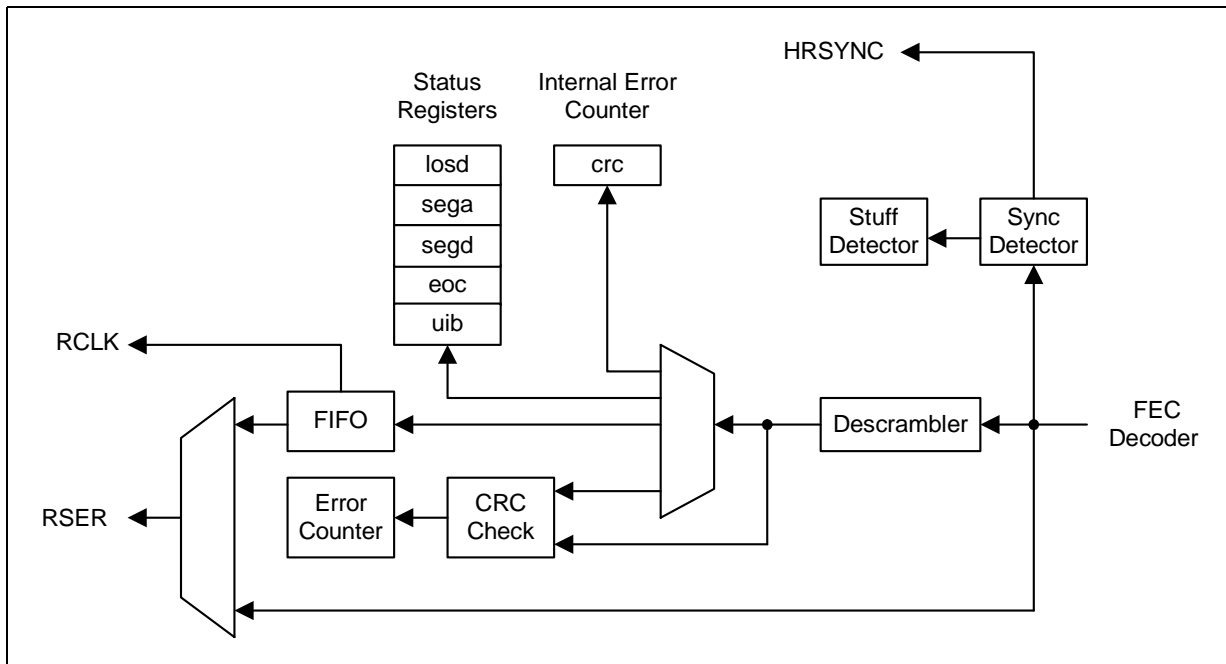 HRSYNC
Status
Registers
Internal Error
Counter
losd
sega
segd
eoc
uib
crc
Stuff
Detector
Sync
Detector
RCLK
FIFO
Descrambler
FEC
Decoder
RSER
Error
Counter
CRC
Check